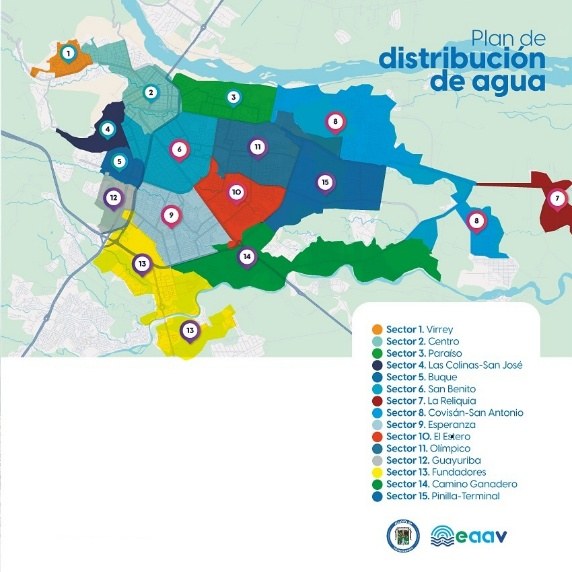 Plan de
distribución
de agua
1
2
3
4
8
6
11
5
15
12
10
7
9
8
14
13
13
Sector 1. Virrey
Sector 2. Centro
Sector 3. Paraíso
Sector 4. Las Colinas-San José
Sector 5. Buque
Sector 6. San Benito
Sector 7. La Reliquia
Sector 8. Covisán-San Antonio
Sector 9. Esperanza
Sector 10. El Estero
Sector 11. Olímpico
Sector 12. Guayuriba
Sector 13. Fundadores
Sector 14. Camino Ganadero
Sector 15. Pinilla-Terminal
eaav